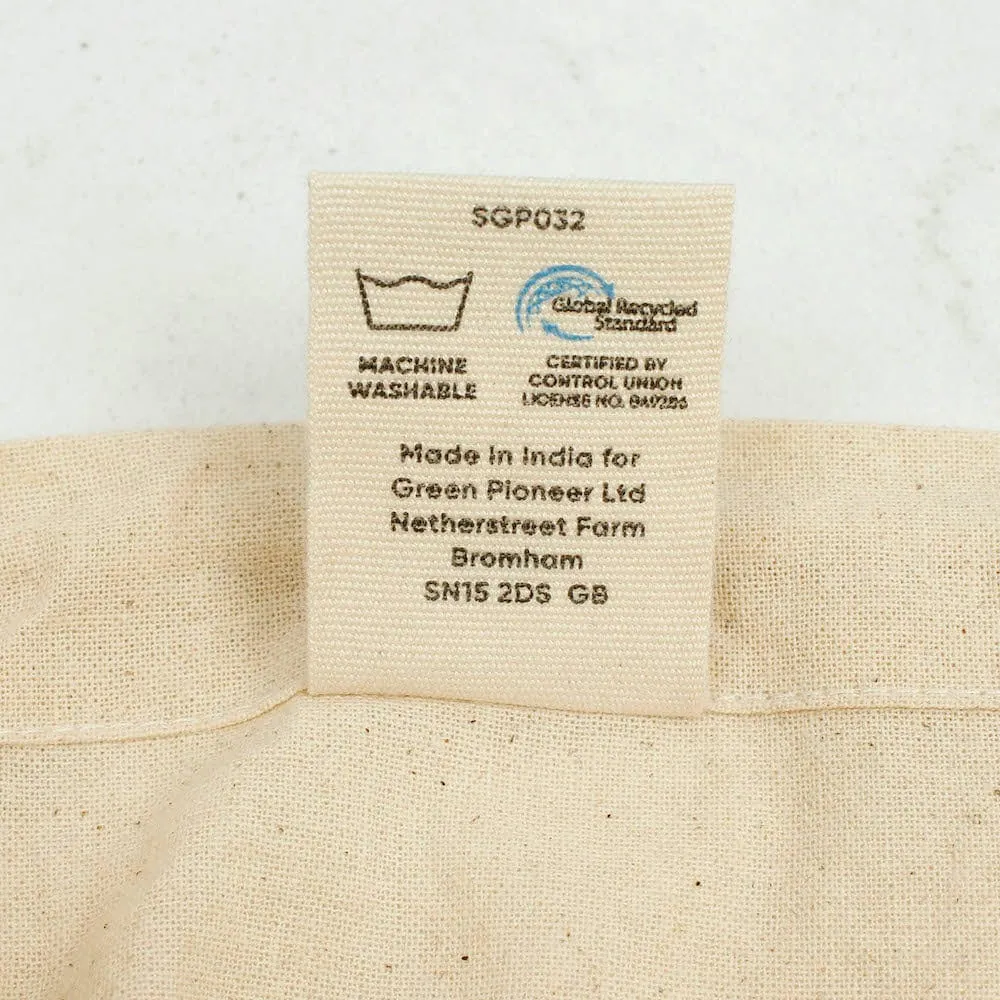 SGP032
Global Recycled
Standard
MACHINE
WASHABLE
CERTIFIED BY
CONTROL UNION
LICENSE NO.
Made in India for
Green Pioneer Ltd
Netherstreet Farm
Bromham
SN15 2DS GB